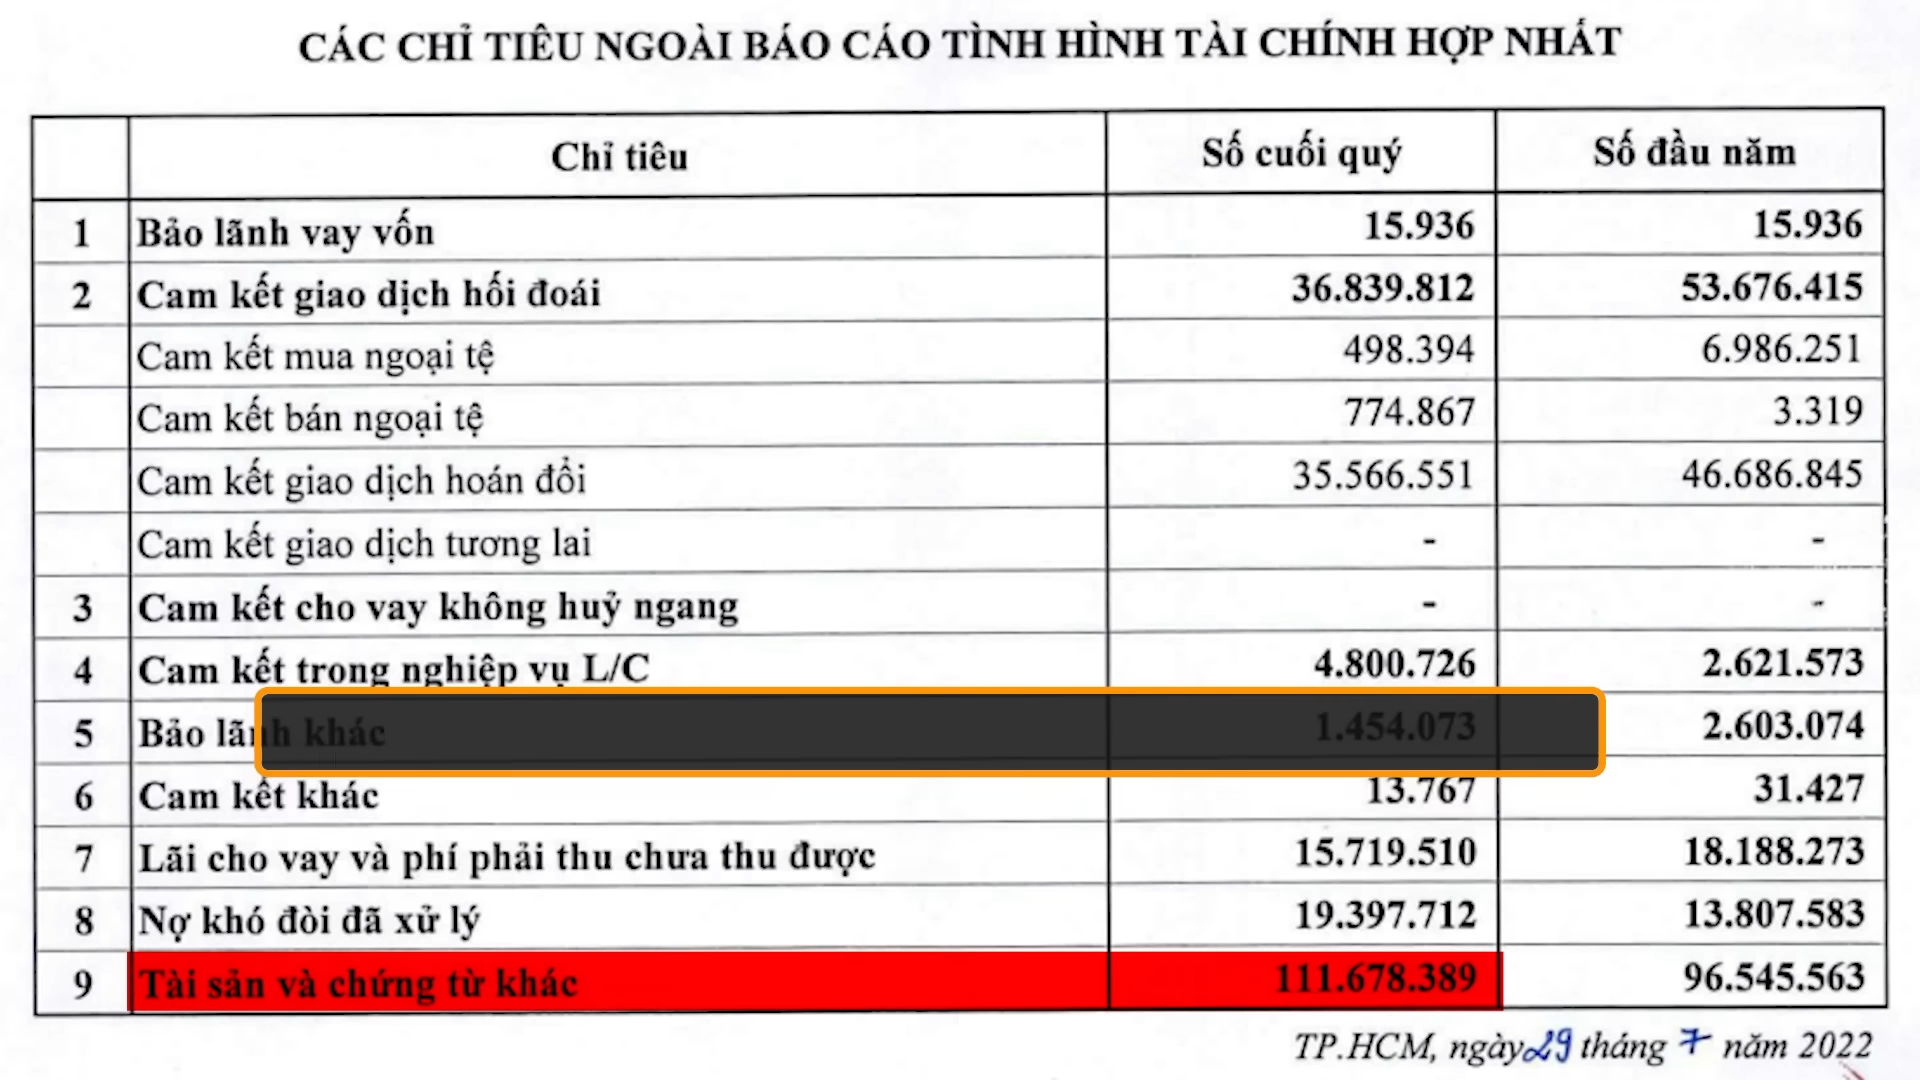 CÁC CHỈ TIÊU NGOÀI BÁO CÁO TÌNH HÌNH TÀI CHÍNH HỢP NHẤT
Chỉ tiêu Số cuối quý Số đầu năm
1 Bảo lãnh vay vốn 15.936 15.936
2 Cam kết giao dịch hối đoái 36.839.812 53.676.415
Cam kết mua ngoại tệ 498.394 6.986.251
Cam kết bán ngoại tệ 774.867 3.319
Cam kết giao dịch hoán đổi 35.566.551 46.686.845
Cam kết giao dịch tương lai - -
3 Cam kết cho vay không huỷ ngang - -
4 Cam kết trong nghiệp vụ L/C 4.800.726 2.621.573
5 Bảo lãnh khác 1.454.073 2.603.074
6 Cam kết khác 13.767 31.427
7 Lãi cho vay và phí phải thu chưa thu được 15.719.510 18.188.273
8 Nợ khó đòi đã xử lý 19.397.712 13.807.583
9 Tài sản và chứng từ khác 111.678.389 96.545.563
TP.HCM, ngày 29 tháng 7 năm 2022